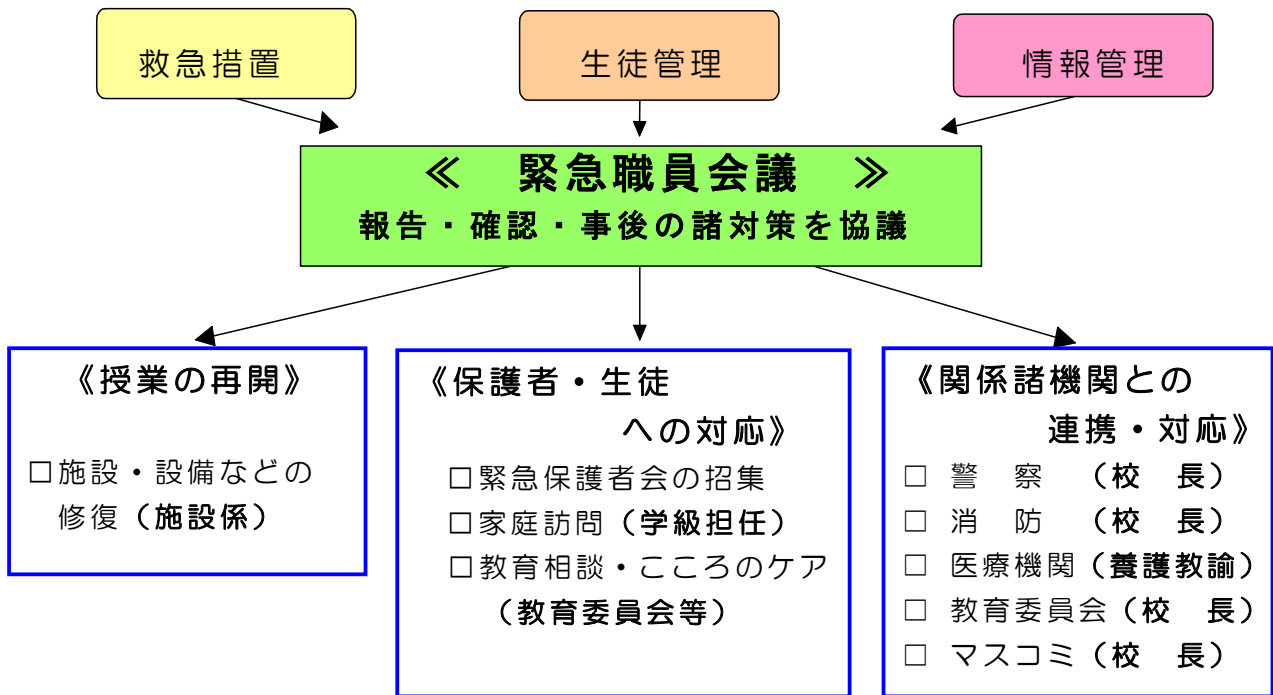 救急措置
生徒管理
情報管理
≪　緊急職員会議　≫
報告・確認・事後の諸対策を協議
《授業の再開》
□施設・設備などの
修復（施設係）
《保護者・生徒
への対応》
□緊急保護者会の招集
□家庭訪問（学級担任）
□教育相談・こころのケア
（教育委員会等）
《関係諸機関との
連携・対応》
□ 警　察　（校　長）
□ 消　防　（校　長）
□ 医療機関（養護教諭）
□ 教育委員会（校　長）
□ マスコミ（校　長）